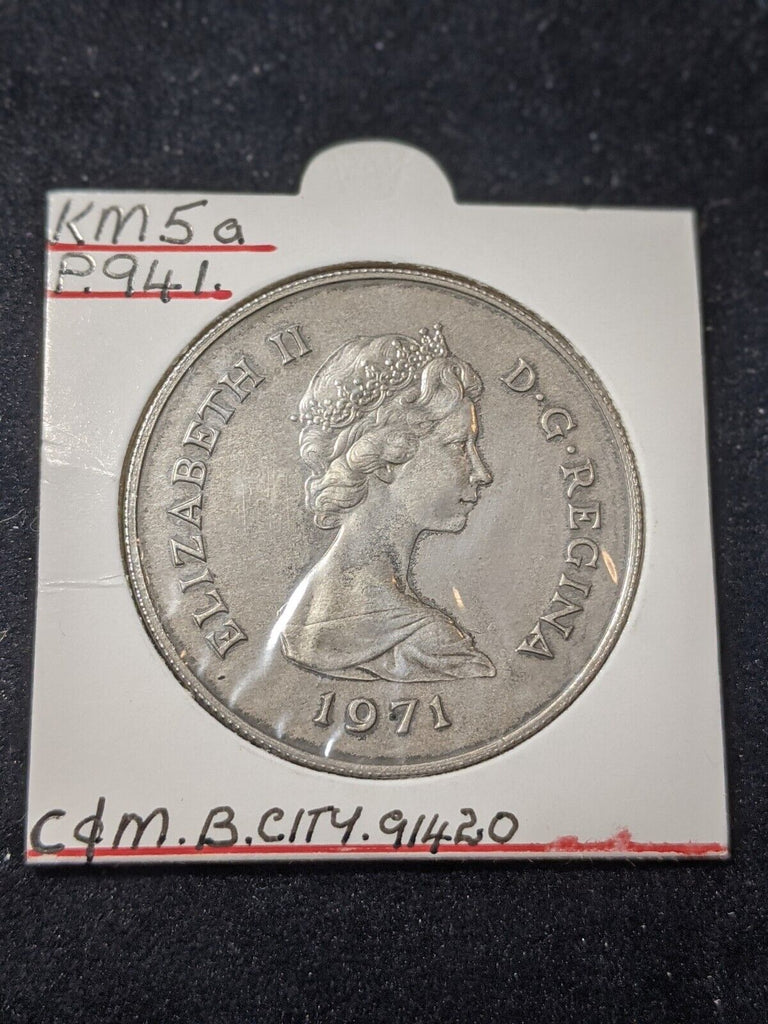 KM5a
P.941.
ELIZABETH II D·G·REGINA
1971
C&M.B.CITY.91420